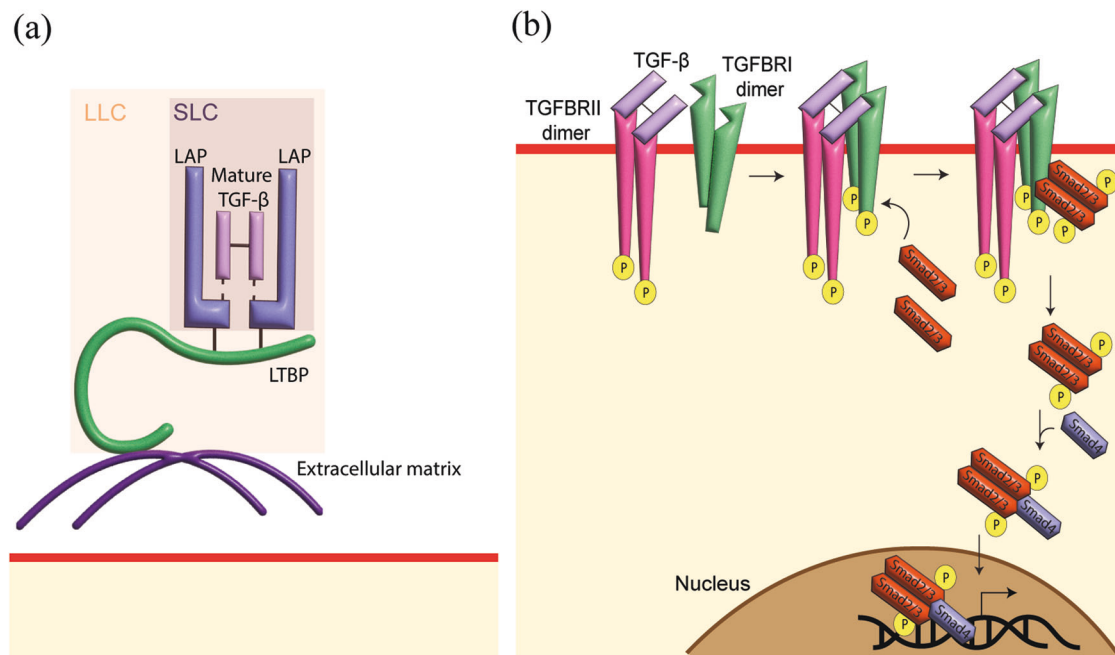 (a)
LLC
SLC
LAP
LAP
Mature
TGF-β
LTBP
Extracellular matrix
(b)
TGF-β
TGFBRI
dimer
TGFBRII
dimer
P
P
P
P
P
P
Smad2/3
Smad2/3
P
P
P
P
P
P
Smad2/3
Smad2/3
P
Smad2/3
Smad2/3
P
Smad4
P
Smad2/3
Smad2/3
Smad4
P
Nucleus
P
Smad2/3
Smad2/3
Smad4
P